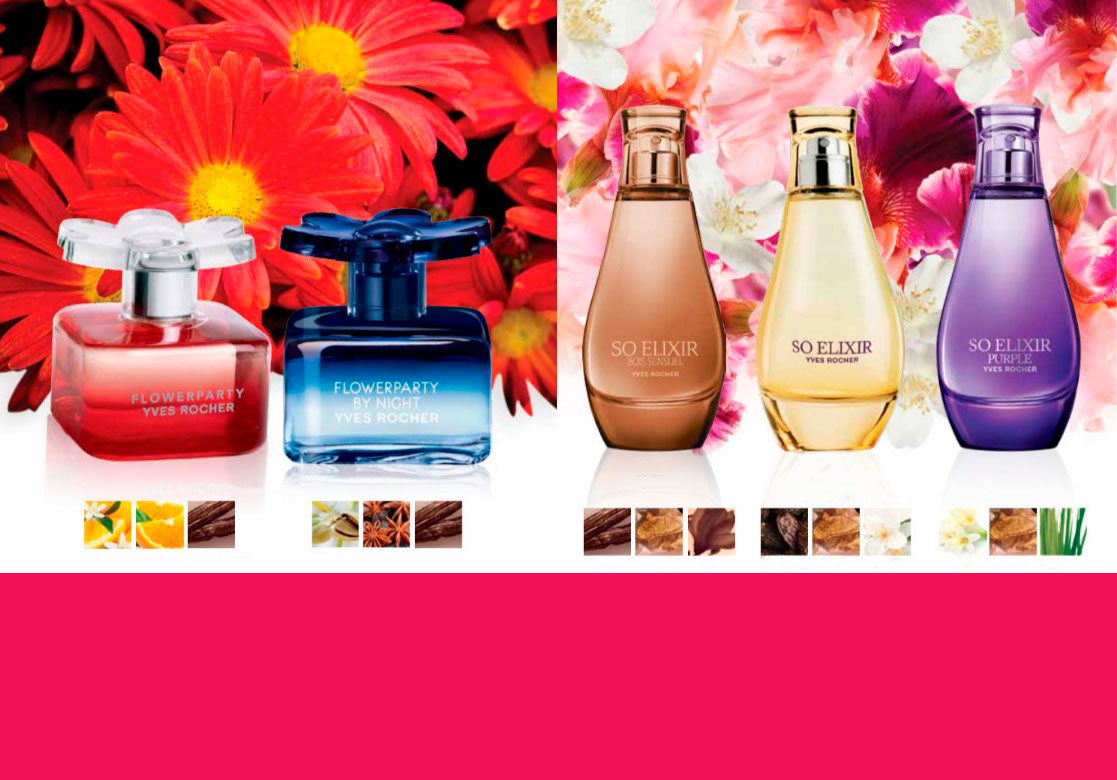 FLOWERPARTY
YVES ROCHER
FLOWERPARTY
BY NIGHT
YVES ROCHER
SO ELIXIR
BOIS SENSUEL
YVES ROCHER
SO ELIXIR
YVES ROCHER
SO ELIXIR
PURPLE
YVES ROCHER